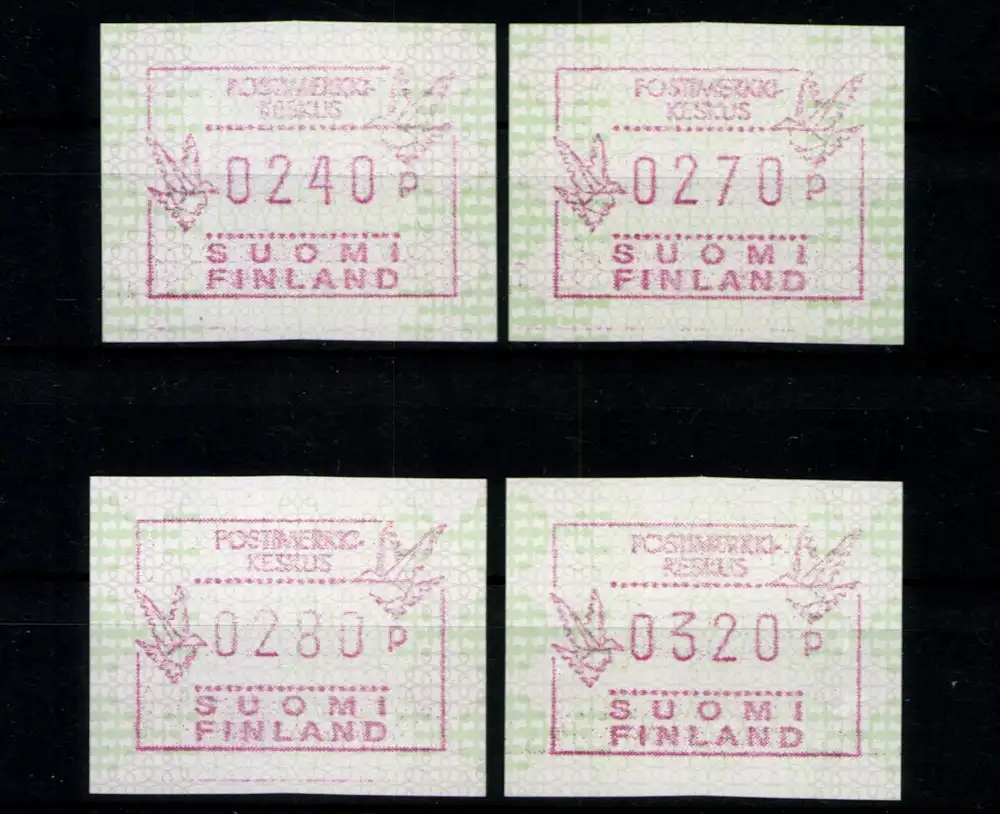 POSTIMERKKI-
KESKUS
0240 p
SUOMI
FINLAND
POSTIMERKKI-
KESKUS
0270 p
SUOMI
FINLAND
POSTIMERKKI-
KESKUS
0280 p
SUOMI
FINLAND
POSTIMERKKI-
KESKUS
0320 p
SUOMI
FINLAND